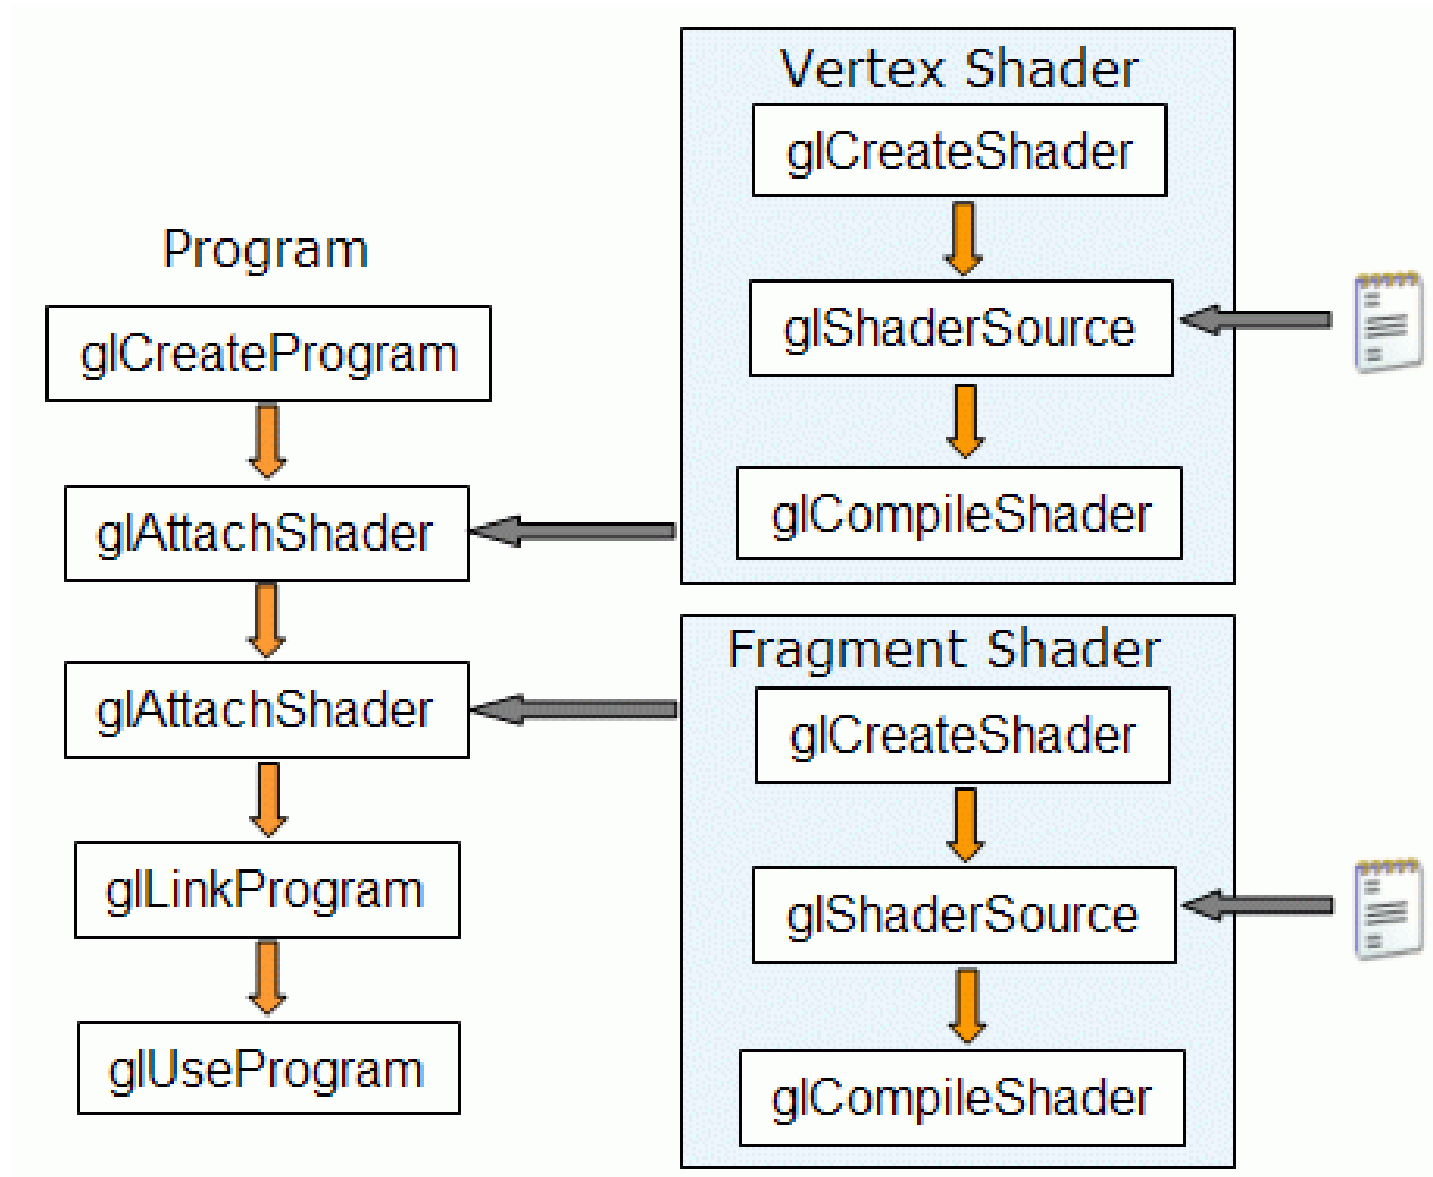 Program
glCreateProgram
glAttachShader
glAttachShader
glLinkProgram
glUseProgram
Vertex Shader
glCreateShader
glShaderSource
glCompileShader
Fragment Shader
glCreateShader
glShaderSource
glCompileShader